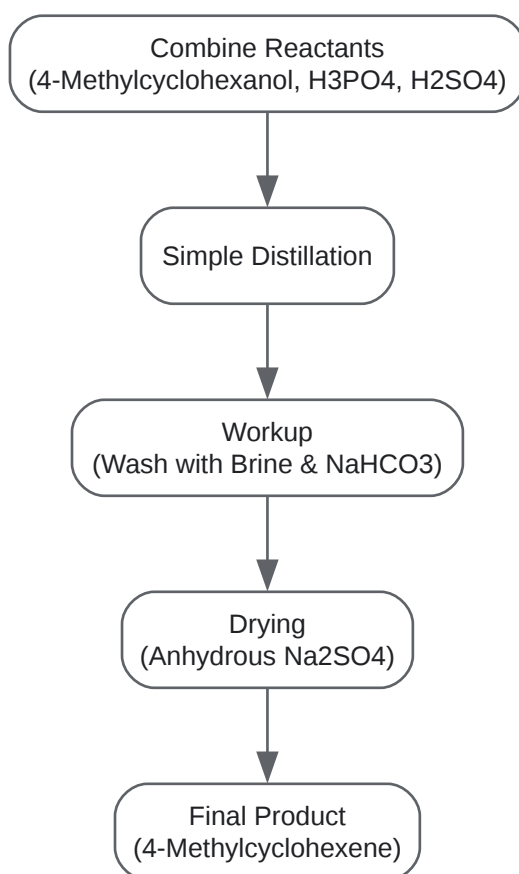 Combine Reactants
(4-Methylcyclohexanol, H3PO4, H2SO4)
Simple Distillation
Workup
(Wash with Brine & NaHCO3)
Drying
(Anhydrous Na2SO4)
Final Product
(4-Methylcyclohexene)